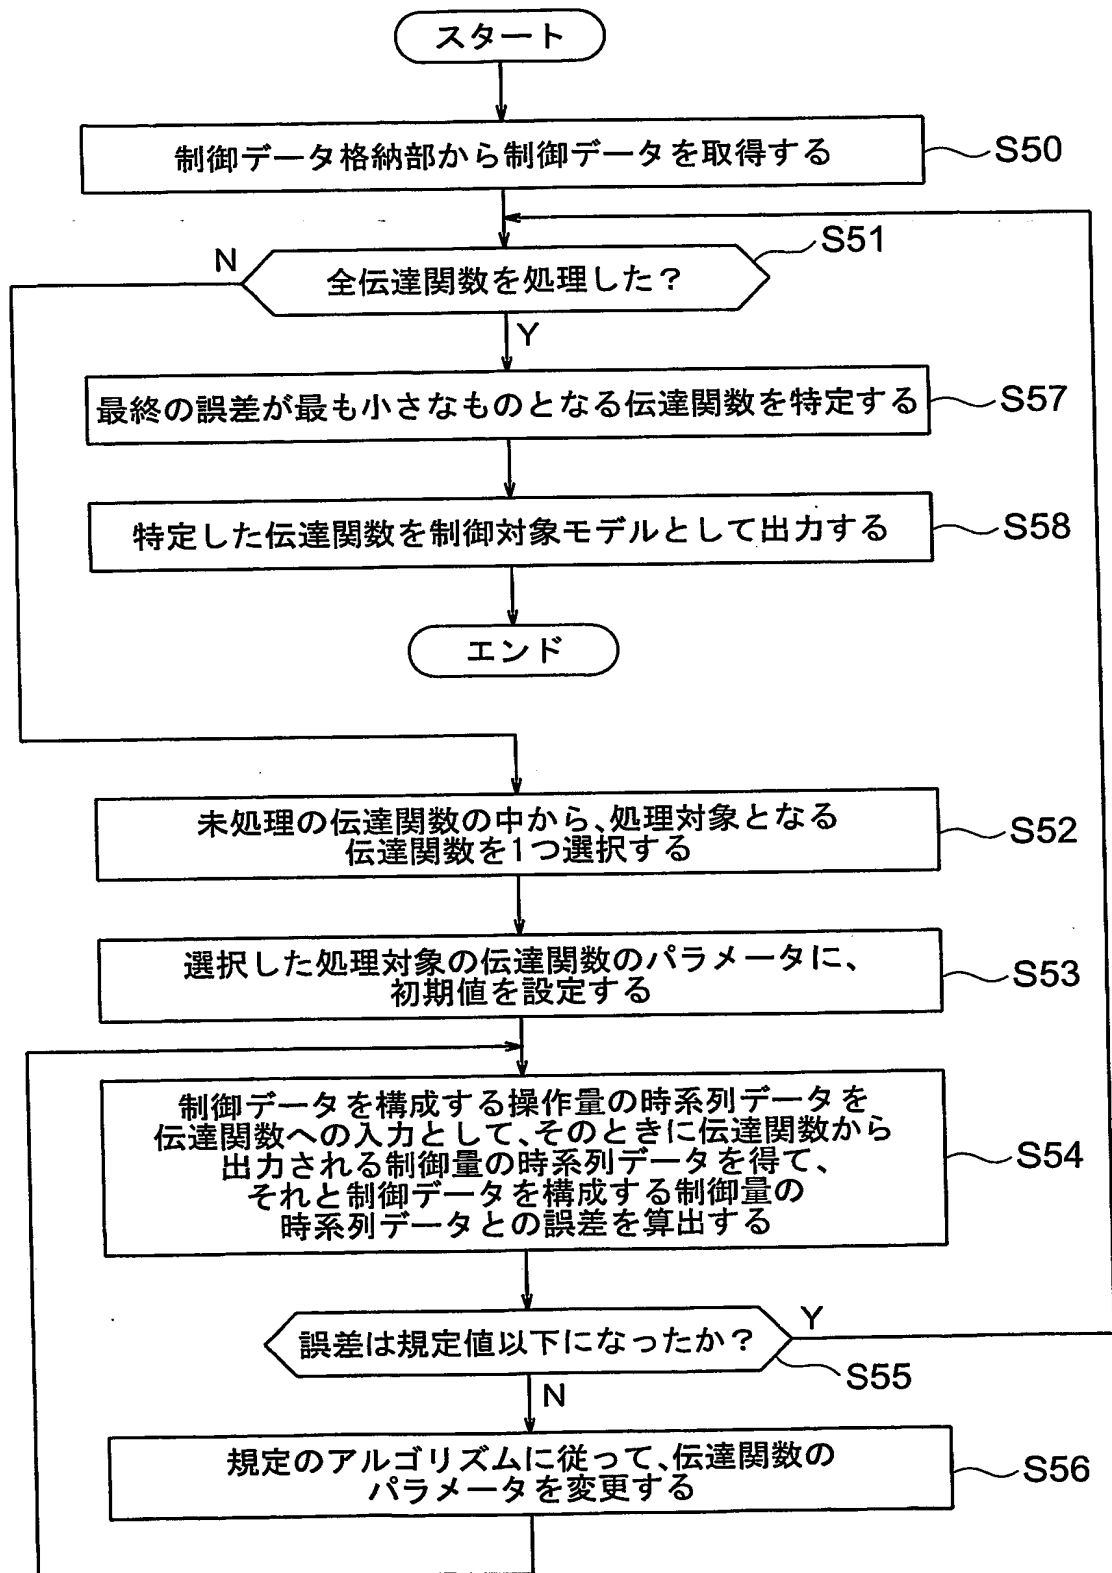 スタート
制御データ格納部から制御データを取得する
S50
S51
N
全伝達関数を処理した？
Y
最終の誤差が最も小さなものとなる伝達関数を特定する
S57
特定した伝達関数を制御対象モデルとして出力する
S58
エンド
未処理の伝達関数の中から、処理対象となる
伝達関数を1つ選択する
S52
選択した処理対象の伝達関数のパラメータに、
初期値を設定する
S53
制御データを構成する操作量の時系列データを
伝達関数への入力として、そのときに伝達関数から
出力される制御量の時系列データを得て、
それと制御データを構成する制御量の
時系列データとの誤差を算出する
S54
誤差は規定値以下になったか？
Y
S55
N
規定のアルゴリズムに従って、伝達関数の
パラメータを変更する
S56